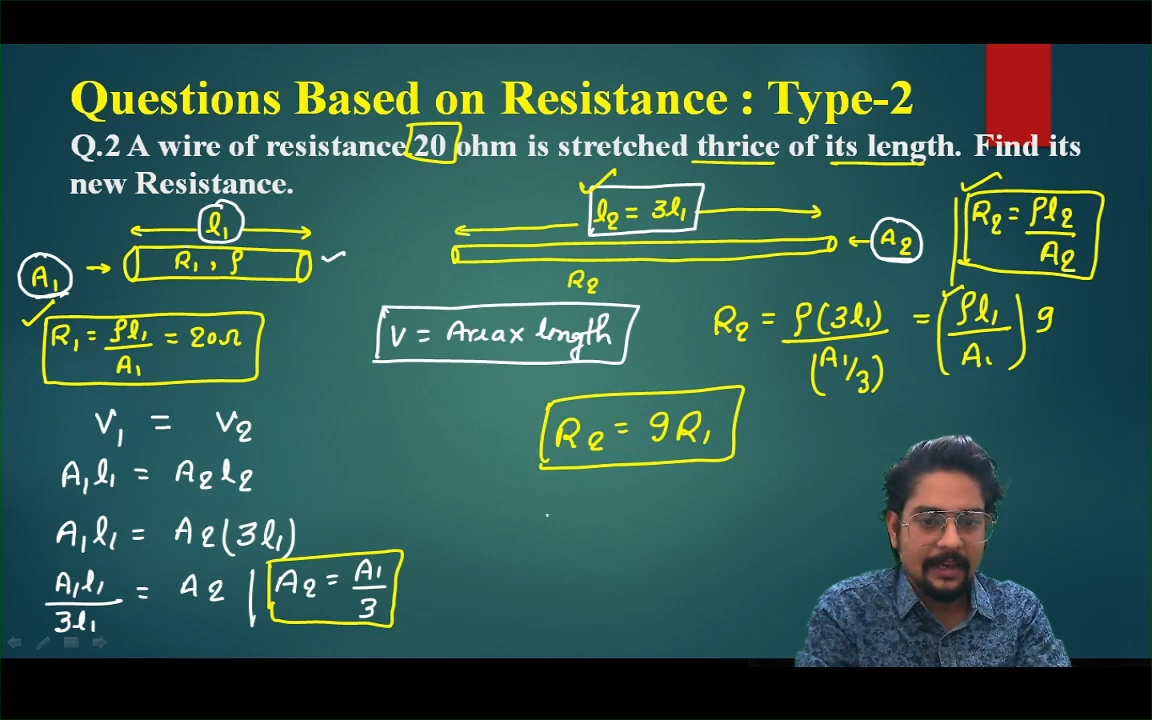 Questions Based on Resistance : Type-2
Q.2 A wire of resistance 20 ohm is stretched thrice of its length. Find its
new Resistance.
l₁
l₂ = 3l₁
A₁
R₁, ρ
A₂
R₂
R₂ = ρl₂/A₂
R₁ = ρl₁/A₁ = 20Ω
V = Area x length
R₂ = ρ(3l₁)/(A₁/3) = (ρl₁/A₁) 9
V₁ = V₂
R₂ = 9R₁
A₁l₁ = A₂l₂
A₁l₁ = A₂(3l₁)
A₁l₁/3l₁ = A₂ | A₂ = A₁/3